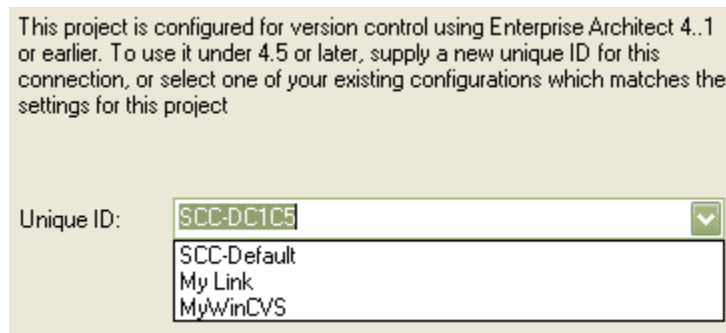 This project is configured for version control using Enterprise Architect 4..1
or earlier. To use it under 4.5 or later, supply a new unique ID for this
connection, or select one of your existing configurations which matches the
settings for this project
Unique ID: SCC-DC1C5
SCC-Default
My Link
MyWinCVS